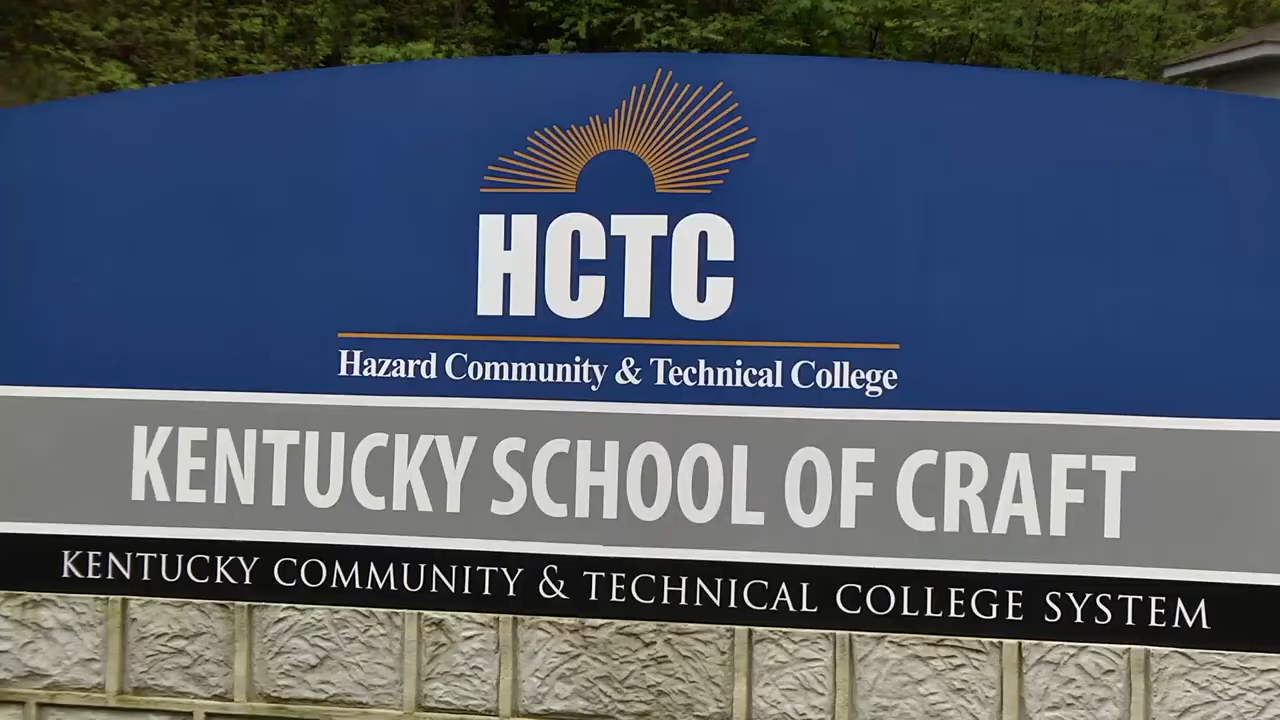 HCTC
Hazard Community & Technical College
KENTUCKY SCHOOL OF CRAFT
KENTUCKY COMMUNITY & TECHNICAL COLLEGE SYSTEM